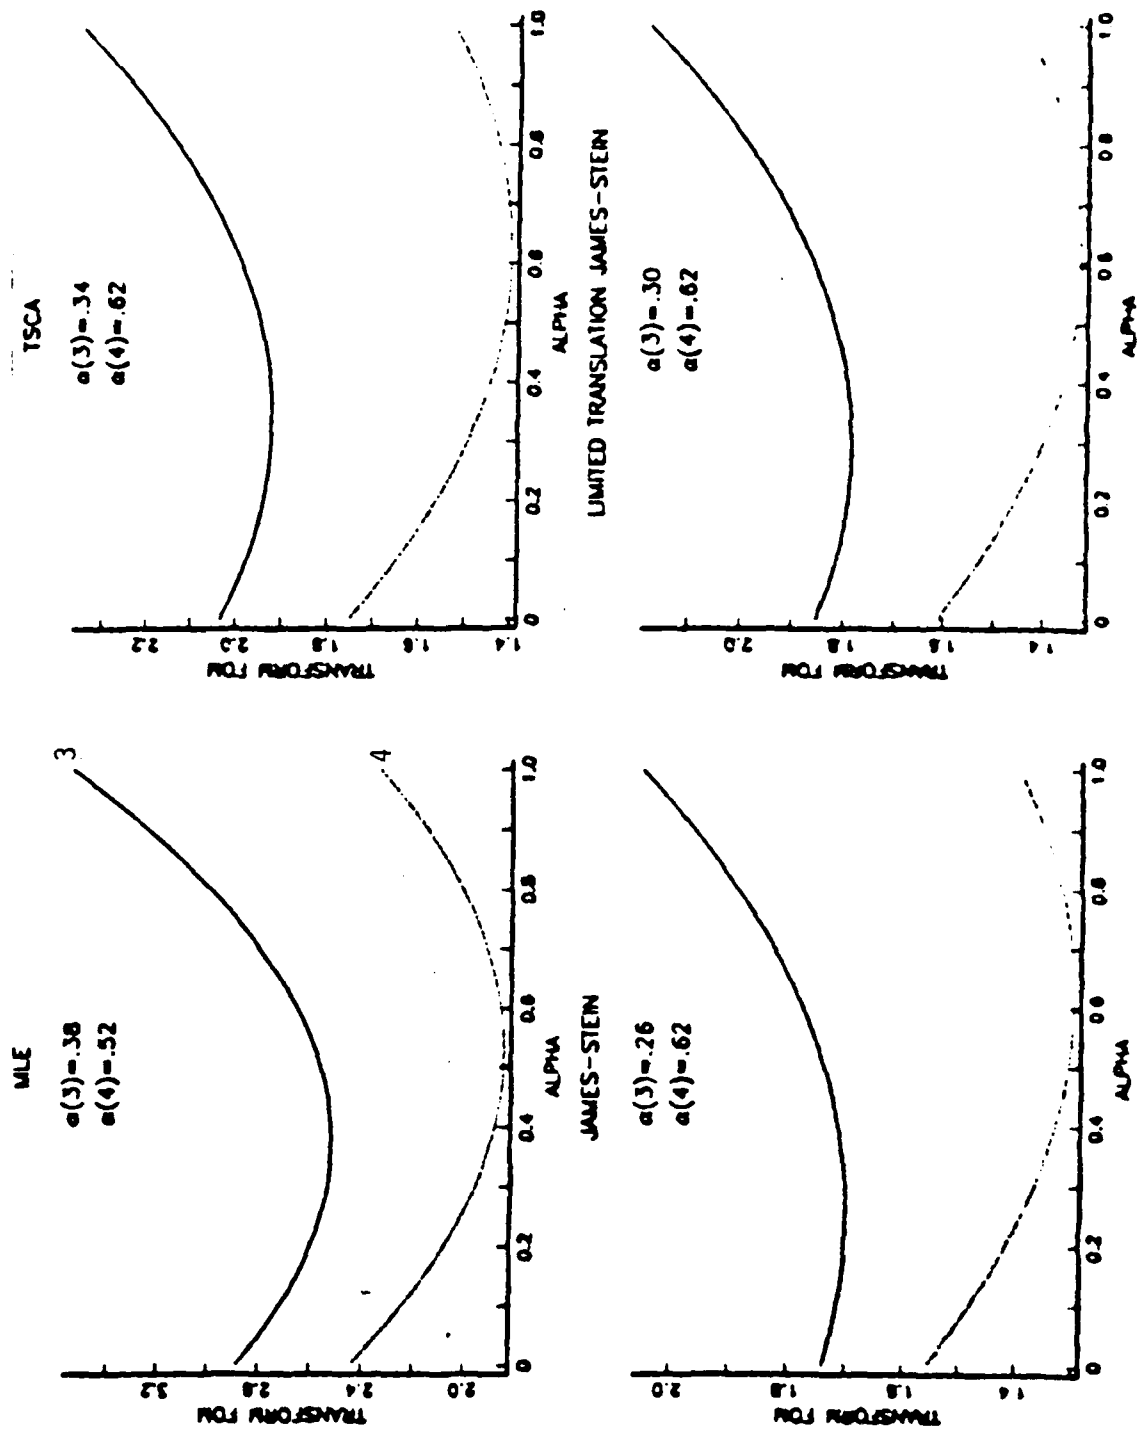 MLE
α(3)=.38
α(4)=.52
3
4
TRANSFORM FOM
3.2
2.8
2.4
2.0
0
0.2
0.4
0.6
0.8
1.0
ALPHA
TSCA
α(3)=.34
α(4)=.62
TRANSFORM FOM
2.2
2.0
1.8
1.6
1.4
0
0.2
0.4
0.6
0.8
1.0
ALPHA
JAMES-STEIN
α(3)=.26
α(4)=.62
TRANSFORM FOM
2.0
1.8
1.6
1.4
0
0.2
0.4
0.6
0.8
1.0
ALPHA
LIMITED TRANSLATION JAMES-STEIN
α(3)=.30
α(4)=.62
TRANSFORM FOM
2.0
1.8
1.6
1.4
0
0.2
0.4
0.6
0.8
1.0
ALPHA